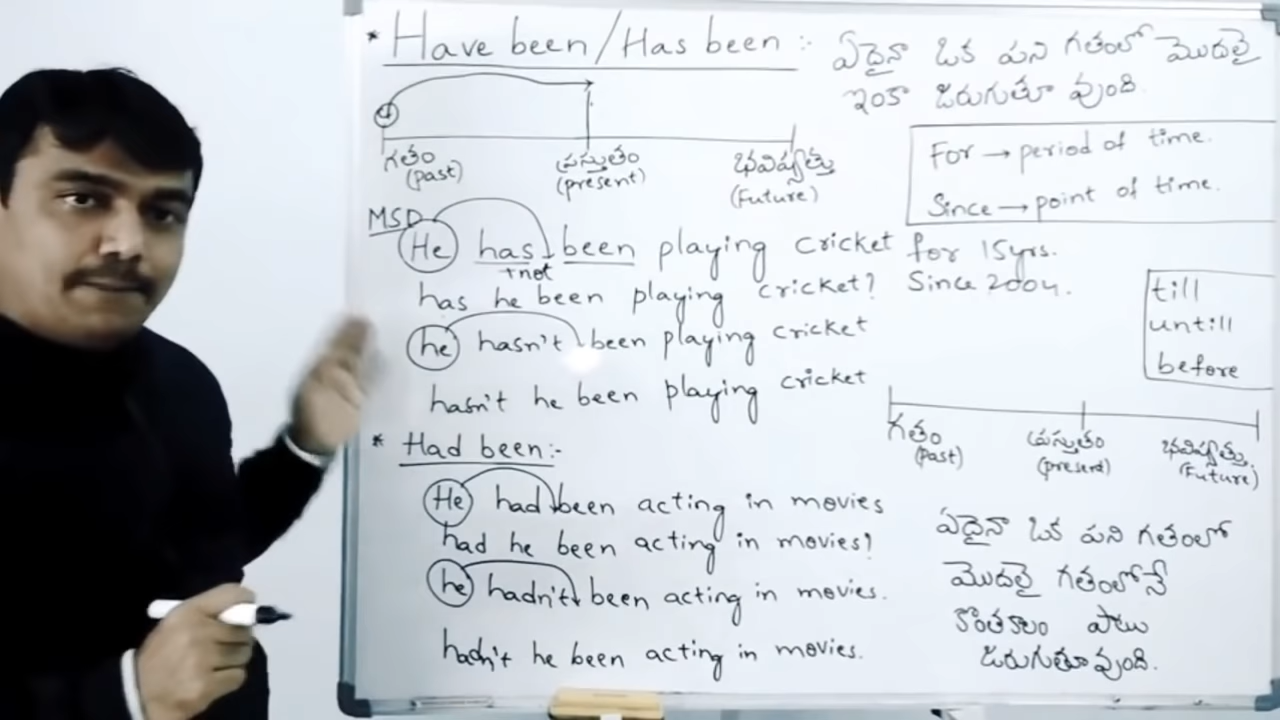 * Have been / Has been :- ఏదైనా ఒక పని గతంలో మొదలై
ఇంకా జరుగుతూ వుంది.
గతం
(past)
ప్రస్తుతం
(present)
భవిష్యత్తు
(Future)
For → period of time.
Since → point of time.
MSD
He has been playing cricket for 15yrs.
+not
has he been playing cricket? Since 2004.
he hasn't been playing cricket
hasn't he been playing cricket
till
until
before
గతం
(past)
ప్రస్తుతం
(present)
భవిష్యత్తు
(Future)
* Had been:-
He had been acting in movies
had he been acting in movies?
he hadn't been acting in movies.
hadn't he been acting in movies.
ఏదైనా ఒక పని గతంలో
మొదలై గతంలోనే
కొంతకాలం పాటు
జరుగుతూ వుంది.